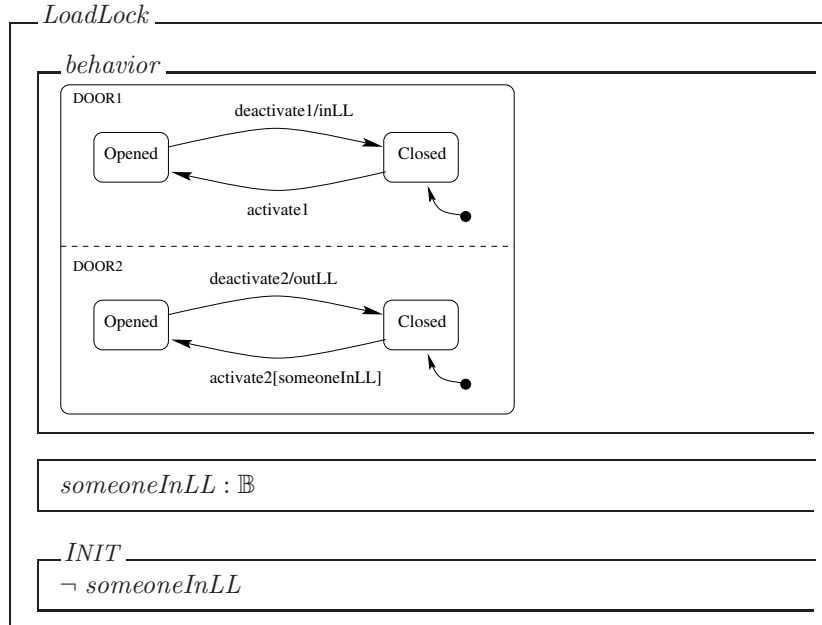 LoadLock
behavior
DOOR1
deactivate1/inLL
Opened
Closed
activate1
DOOR2
deactivate2/outLL
Opened
Closed
activate2[someoneInLL]
someoneInLL : 𝔹
INIT
¬ someoneInLL